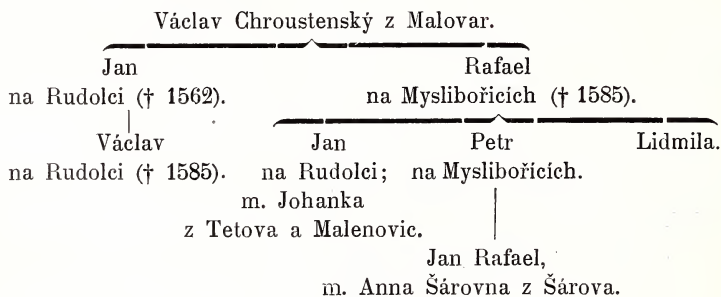 Václav Chroustenský z Malovar.
Jan Rafael
na Rudolci († 1562). na Myslibořicích († 1585).
Václav Jan Petr Lidmila.
na Rudolci († 1585). na Rudolci; na Myslibořících.
m. Johanka
z Tetova a Malenovic.
Jan Rafael,
m. Anna Šárovna z Šárova.